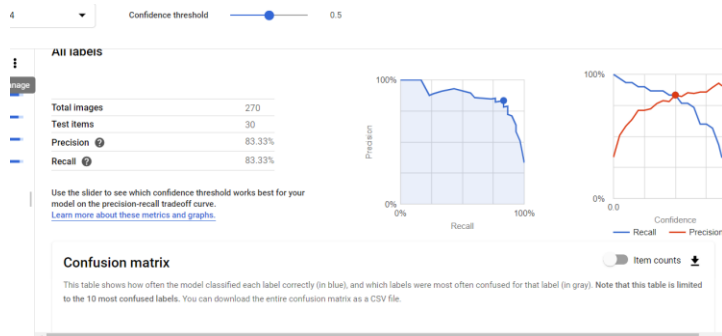 4
Confidence threshold
0.5
All labels
Total images 270
Test items 30
Precision ? 83.33%
Recall ? 83.33%
Use the slider to see which confidence threshold works best for your
model on the precision-recall tradeoff curve.
Learn more about these metrics and graphs.
100%
Precision
0%
0%
100%
Recall
100%
0%
0.0
Confidence
Recall
Precision
Confusion matrix
Item counts
This table shows how often the model classified each label correctly (in blue), and which labels were most often confused for that label (in gray). Note that this table is limited
to the 10 most confused labels. You can download the entire confusion matrix as a CSV file.